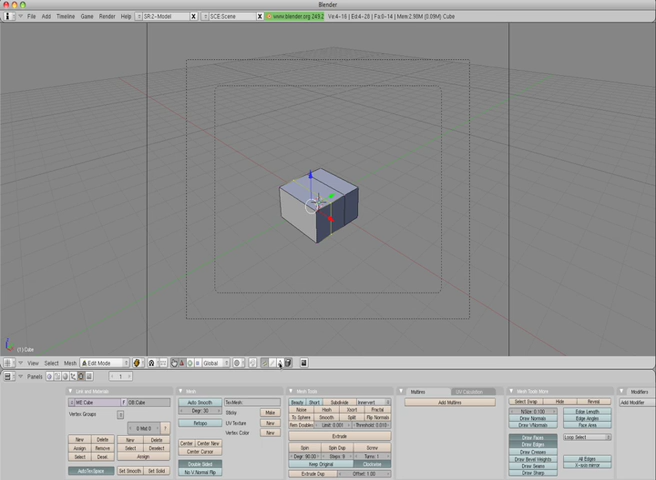 Blender
File Add Timeline Game Render Help SR:2-Model X SCE:Scene X www.blender.org 249.2 Ve:4-16 | Ed:4-28 | Fa:0-14 | Mem:2.98M (0.09M) Cube
(1) Cube
View Select Mesh Edit Mode Global
Panels 1
Link and Materials Mesh Mesh Tools Multires UV Calculation Mesh Tools More Modifiers
ME:Cube F OB:Cube
Vertex Groups
0 Mat 0 ?
New Delete New Delete
Assign Remove Select Deselect
Select Desel. Assign
AutoTexSpace Set Smooth Set Solid
Auto Smooth
Degr: 30
Retopo
Center Center New
Center Cursor
Double Sided
No V.Normal Flip
TexMesh:
Sticky Make
UV Texture New
Vertex Color New
Beauty Short Subdivide Innervert
Noise Hash Xsort Fractal
To Sphere Smooth Split Flip Normals
Rem Doubles Limit: 0.001 Threshold: 0.010
Extrude
Spin Spin Dup Screw
Degr: 90.00 Steps: 9 Turns: 1
Keep Original Clockwise
Extrude Dup Offset: 1.00
Add Multires
Select Swap Hide Reveal
NSize: 0.100
Draw Normals
Draw Faces
Draw Edges
Draw Creases
Draw Bevel Weights
Draw Seams
Draw Sharp
Edge Length
Edge Angles
Face Area
Loop Select
All Edges
X-axis mirror
Add Modifier